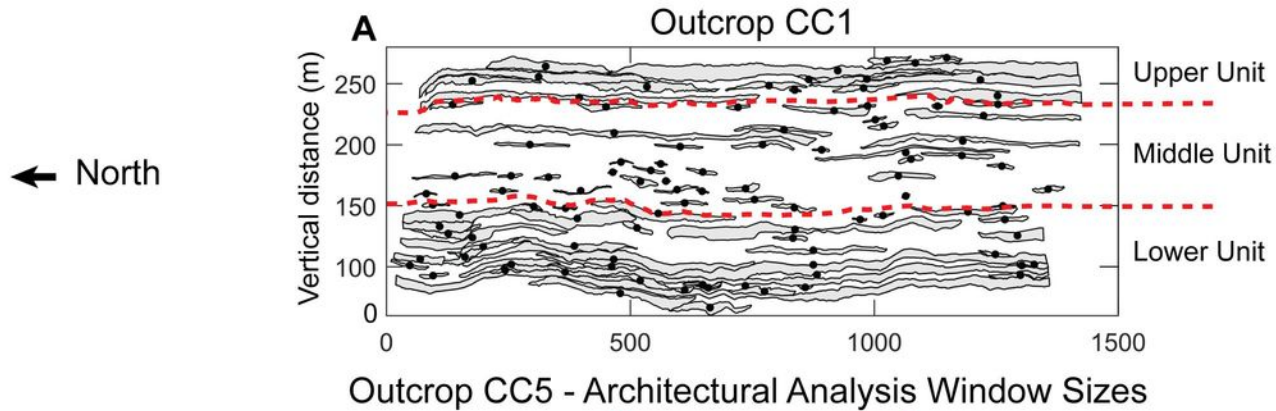 A Outcrop CC1
Vertical distance (m)
250
200
150
100
0
0 500 1000 1500
Upper Unit
Middle Unit
Lower Unit
North
Outcrop CC5 - Architectural Analysis Window Sizes